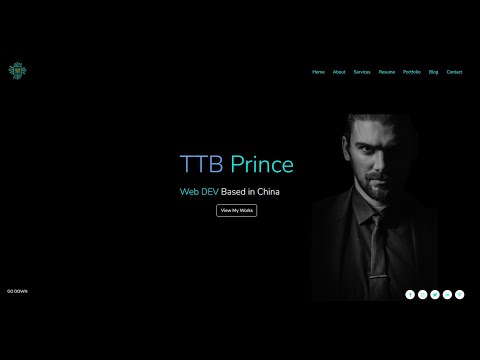 Home About Services Resume Portfolio Blog Contact
TTB Prince
Web DEV Based in China
View My Works
GO DOWN